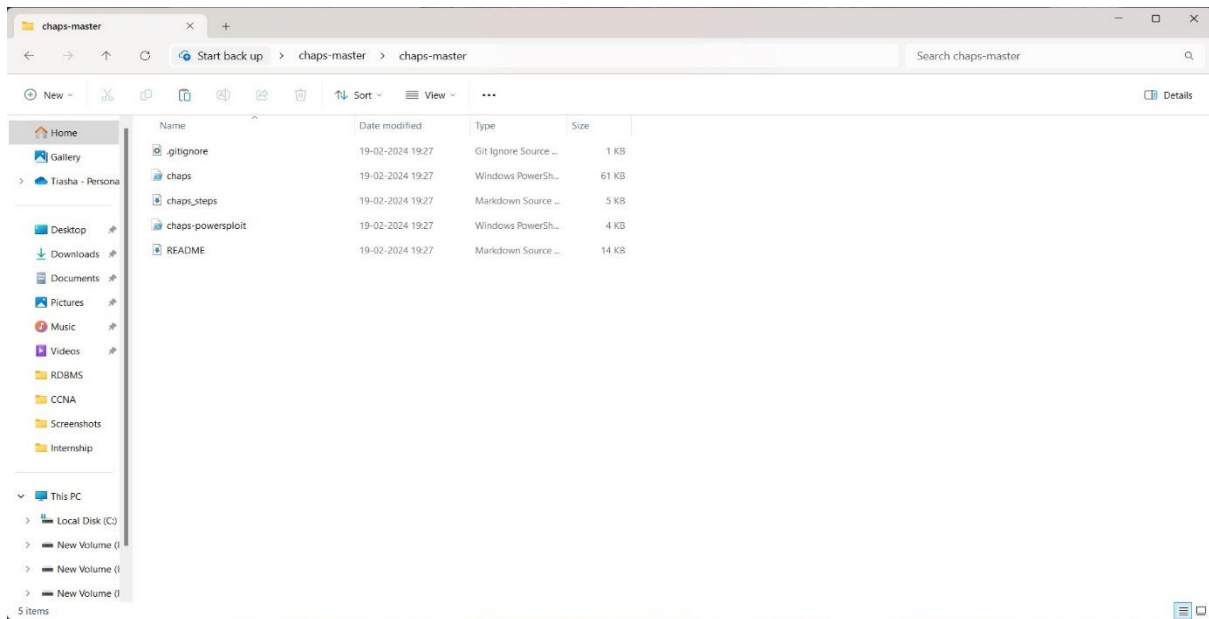 chaps-master
Start back up > chaps-master > chaps-master
Search chaps-master
New
Sort
View
Details
Name Date modified Type Size
.gitignore 19-02-2024 19:27 Git Ignore Source ... 1 KB
chaps 19-02-2024 19:27 Windows PowerSh... 61 KB
chaps_steps 19-02-2024 19:27 Markdown Source ... 5 KB
chaps-powersploit 19-02-2024 19:27 Windows PowerSh... 4 KB
README 19-02-2024 19:27 Markdown Source ... 14 KB
Home
Gallery
Tiasha - Persona
Desktop
Downloads
Documents
Pictures
Music
Videos
RDBMS
CCNA
Screenshots
Internship
This PC
Local Disk (C:)
New Volume (
New Volume (
New Volume (
5 items